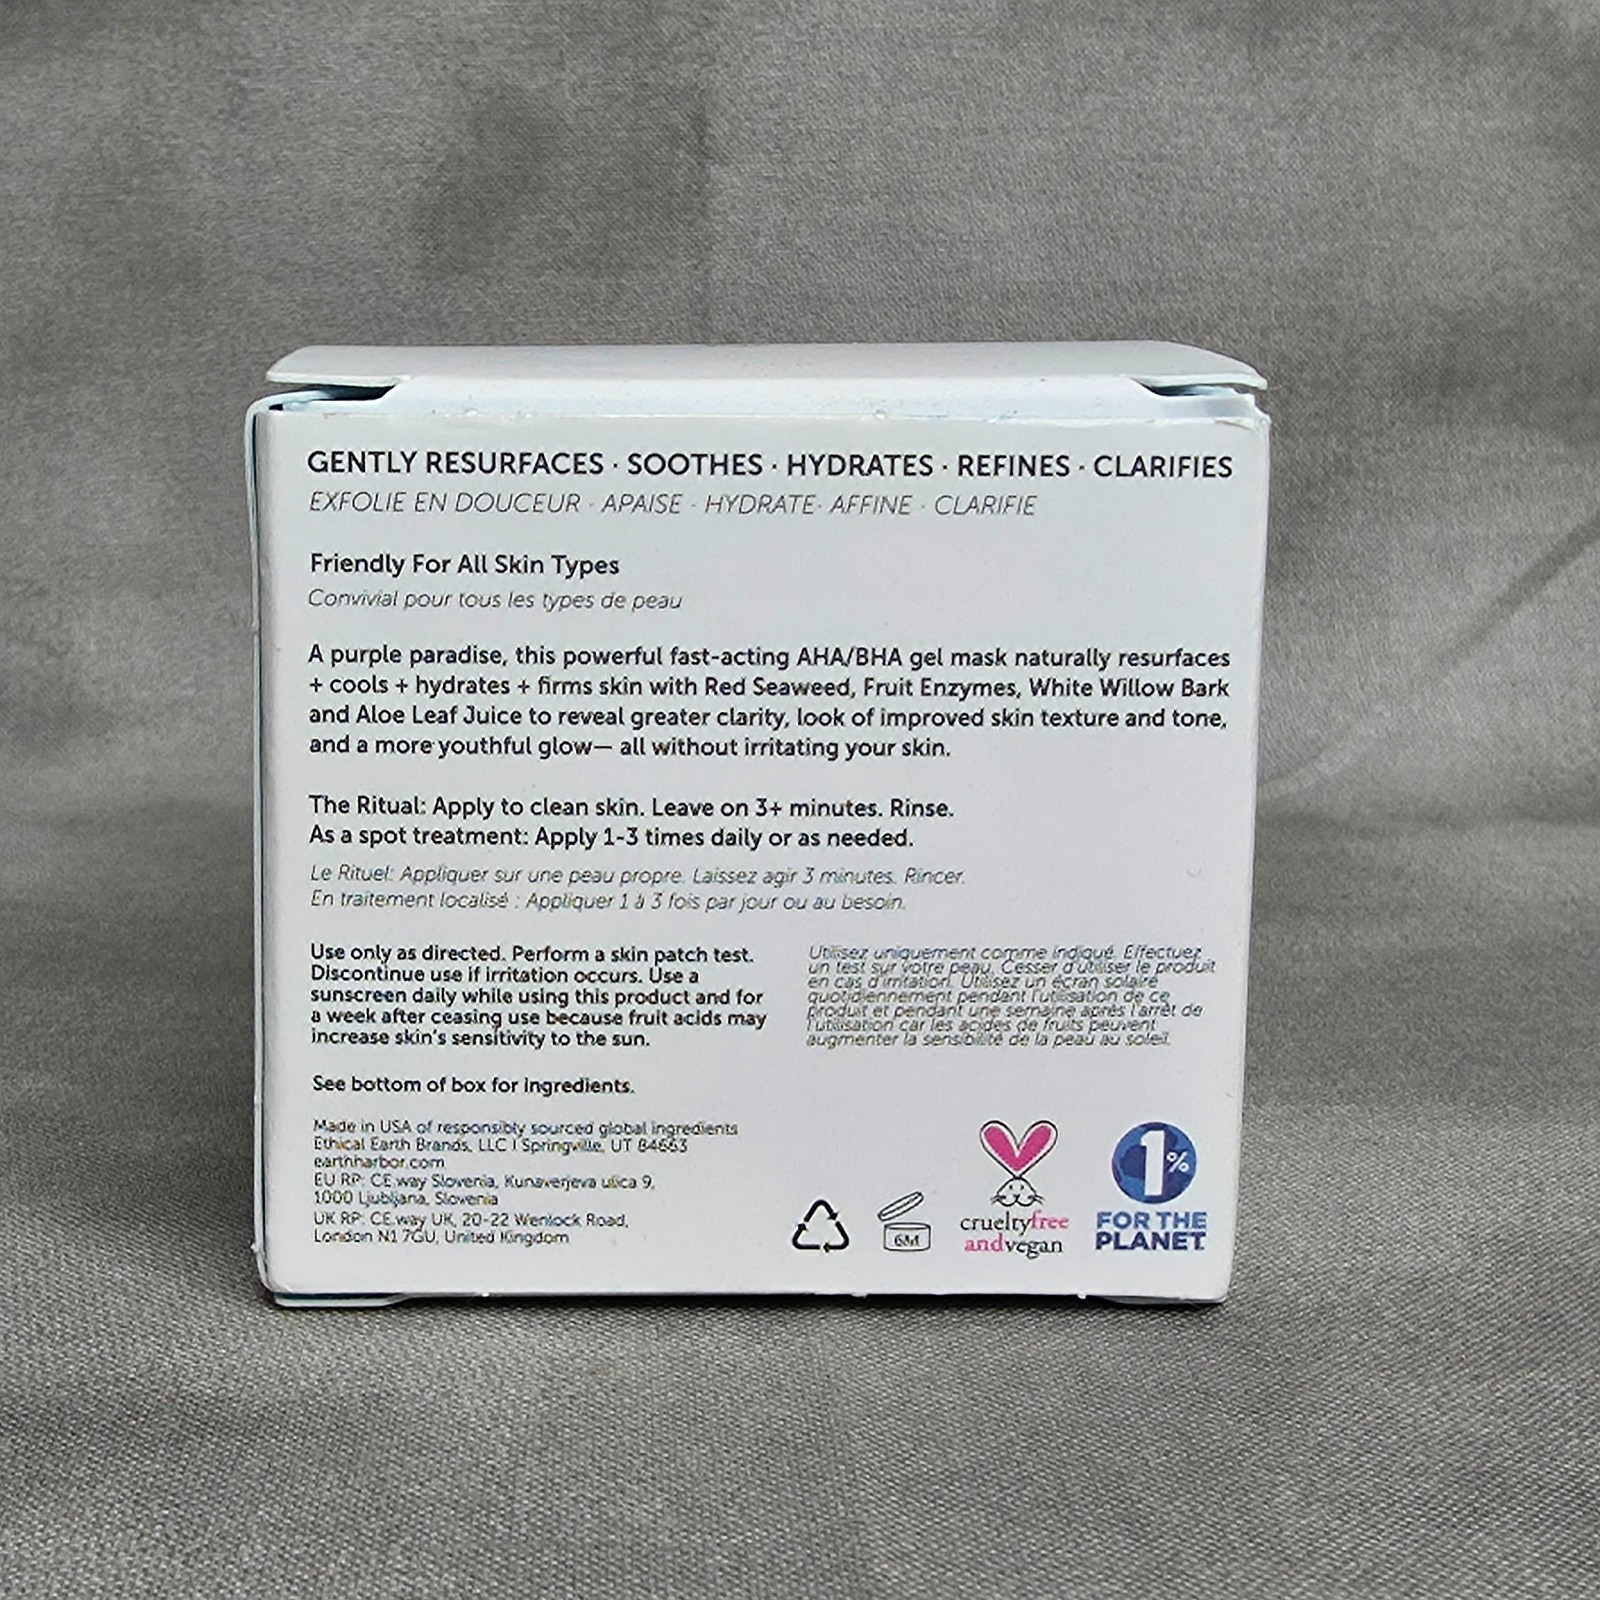 GENTLY RESURFACES · SOOTHES · HYDRATES · REFINES · CLARIFIES
EXFOLIE EN DOUCEUR · APAISE · HYDRATE· AFFINE · CLARIFIE
Friendly For All Skin Types
Convivial pour tous les types de peau
A purple paradise, this powerful fast-acting AHA/BHA gel mask naturally resurfaces
+ cools + hydrates + firms skin with Red Seaweed, Fruit Enzymes, White Willow Bark
and Aloe Leaf Juice to reveal greater clarity, look of improved skin texture and tone,
and a more youthful glow— all without irritating your skin.
The Ritual: Apply to clean skin. Leave on 3+ minutes. Rinse.
As a spot treatment: Apply 1-3 times daily or as needed.
Le Rituel: Appliquer sur une peau propre. Laissez agir 3 minutes. Rincer.
En traitement localisé : Appliquer 1 à 3 fois par jour ou au besoin.
Use only as directed. Perform a skin patch test.
Discontinue use if irritation occurs. Use a
sunscreen daily while using this product and for
a week after ceasing use because fruit acids may
increase skin's sensitivity to the sun.
Utilisez uniquement comme indiqué. Effectuez
un test sur votre peau. Cesser d'utiliser le produit
en cas d'irritation. Utilisez un écran solaire
quotidiennement pendant l'utilisation de ce
produit et pendant une semaine après l'arrêt de
l'utilisation car les acides de fruits peuvent
augmenter la sensibilité de la peau au soleil.
See bottom of box for ingredients.
Made in USA of responsibly sourced global ingredients
Ethical Earth Brands, LLC | Springville, UT 84663
earthharbor.com
EU RP: CE.way Slovenia, Kunaverjeva ulica 9,
1000 Ljubljana, Slovenia
UK RP: CE.way UK, 20-22 Wenlock Road,
London N1 7GU, United Kingdom
6M
crueltyfree
andvegan
1%
FOR THE
PLANET